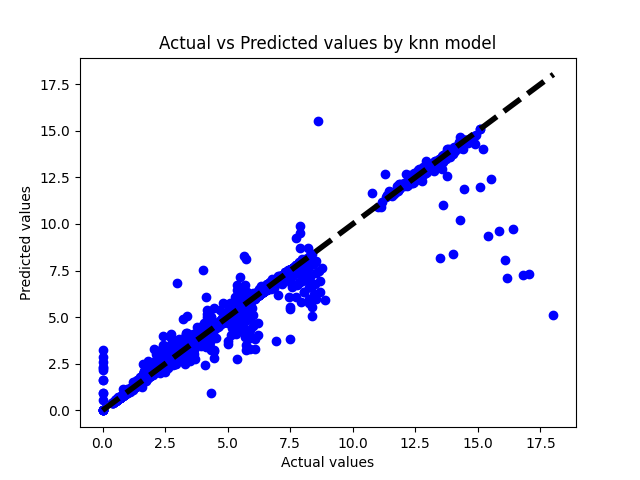 Actual vs Predicted values by knn model
17.5
15.0
12.5
10.0
7.5
5.0
2.5
0.0
Predicted values
0.0 2.5 5.0 7.5 10.0 12.5 15.0 17.5
Actual values